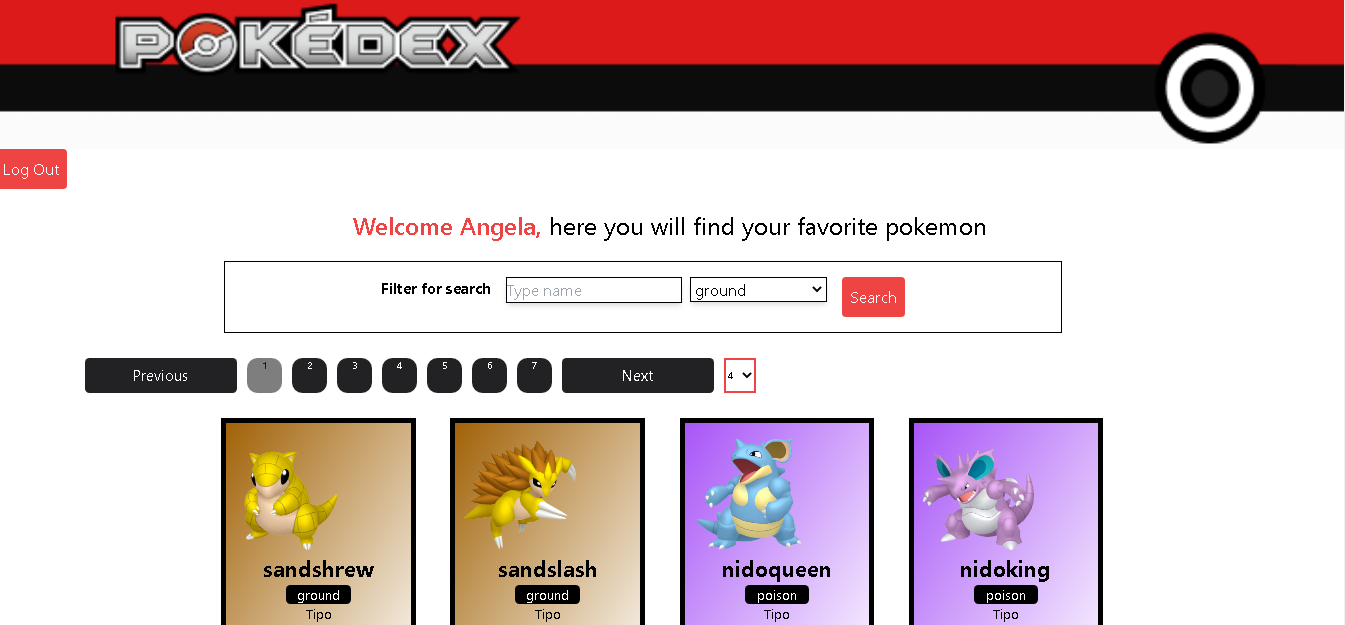 POKÉDEX
Log Out
Welcome Angela, here you will find your favorite pokemon
Filter for search Type name ground Search
Previous 1 2 3 4 5 6 7 Next 4
sandshrew sandslash nidoqueen nidoking
ground ground poison poison
Tipo Tipo Tipo Tipo